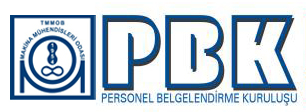 TMMOB
MAKİNA MÜHENDİSLERİ ODASI
PBK
PERSONEL BELGELENDİRME KURULUŞU